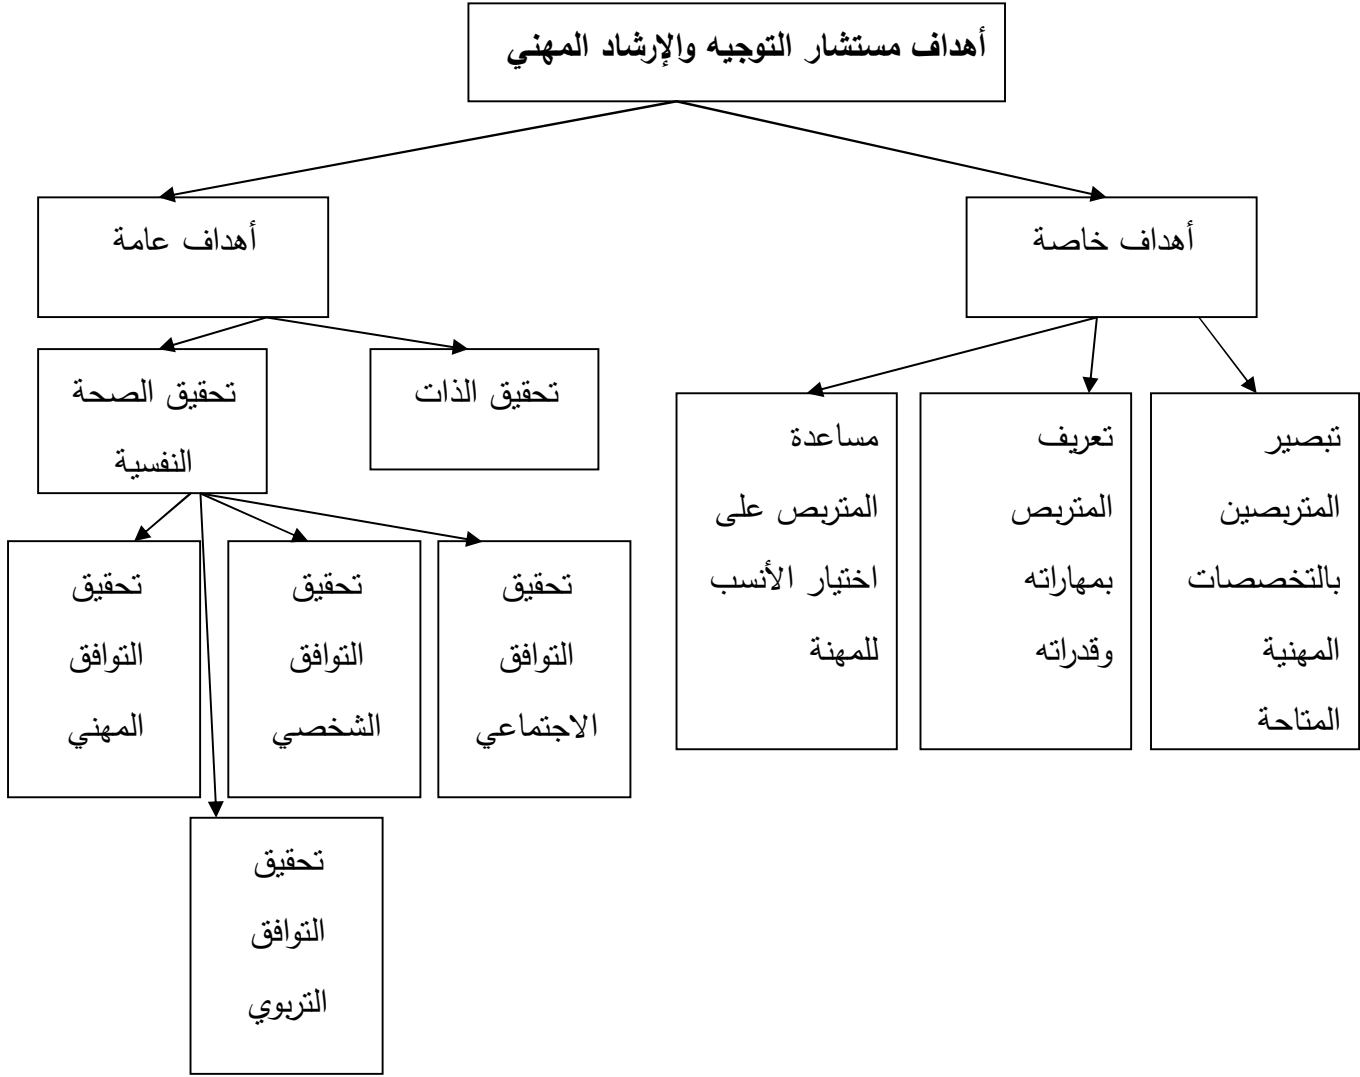 أهداف مستشار التوجيه والإرشاد المهني
أهداف خاصة
أهداف عامة
تبصير
المتربصين
بالتخصصات
المهنية
المتاحة
تعريف
المتربص
بمهاراته
وقدراته
مساعدة
المتربص على
اختيار الأنسب
للمهنة
تحقيق الذات
تحقيق الصحة
النفسية
تحقيق
التوافق
الاجتماعي
تحقيق
التوافق
الشخصي
تحقيق
التوافق
المهني
تحقيق
التوافق
التربوي